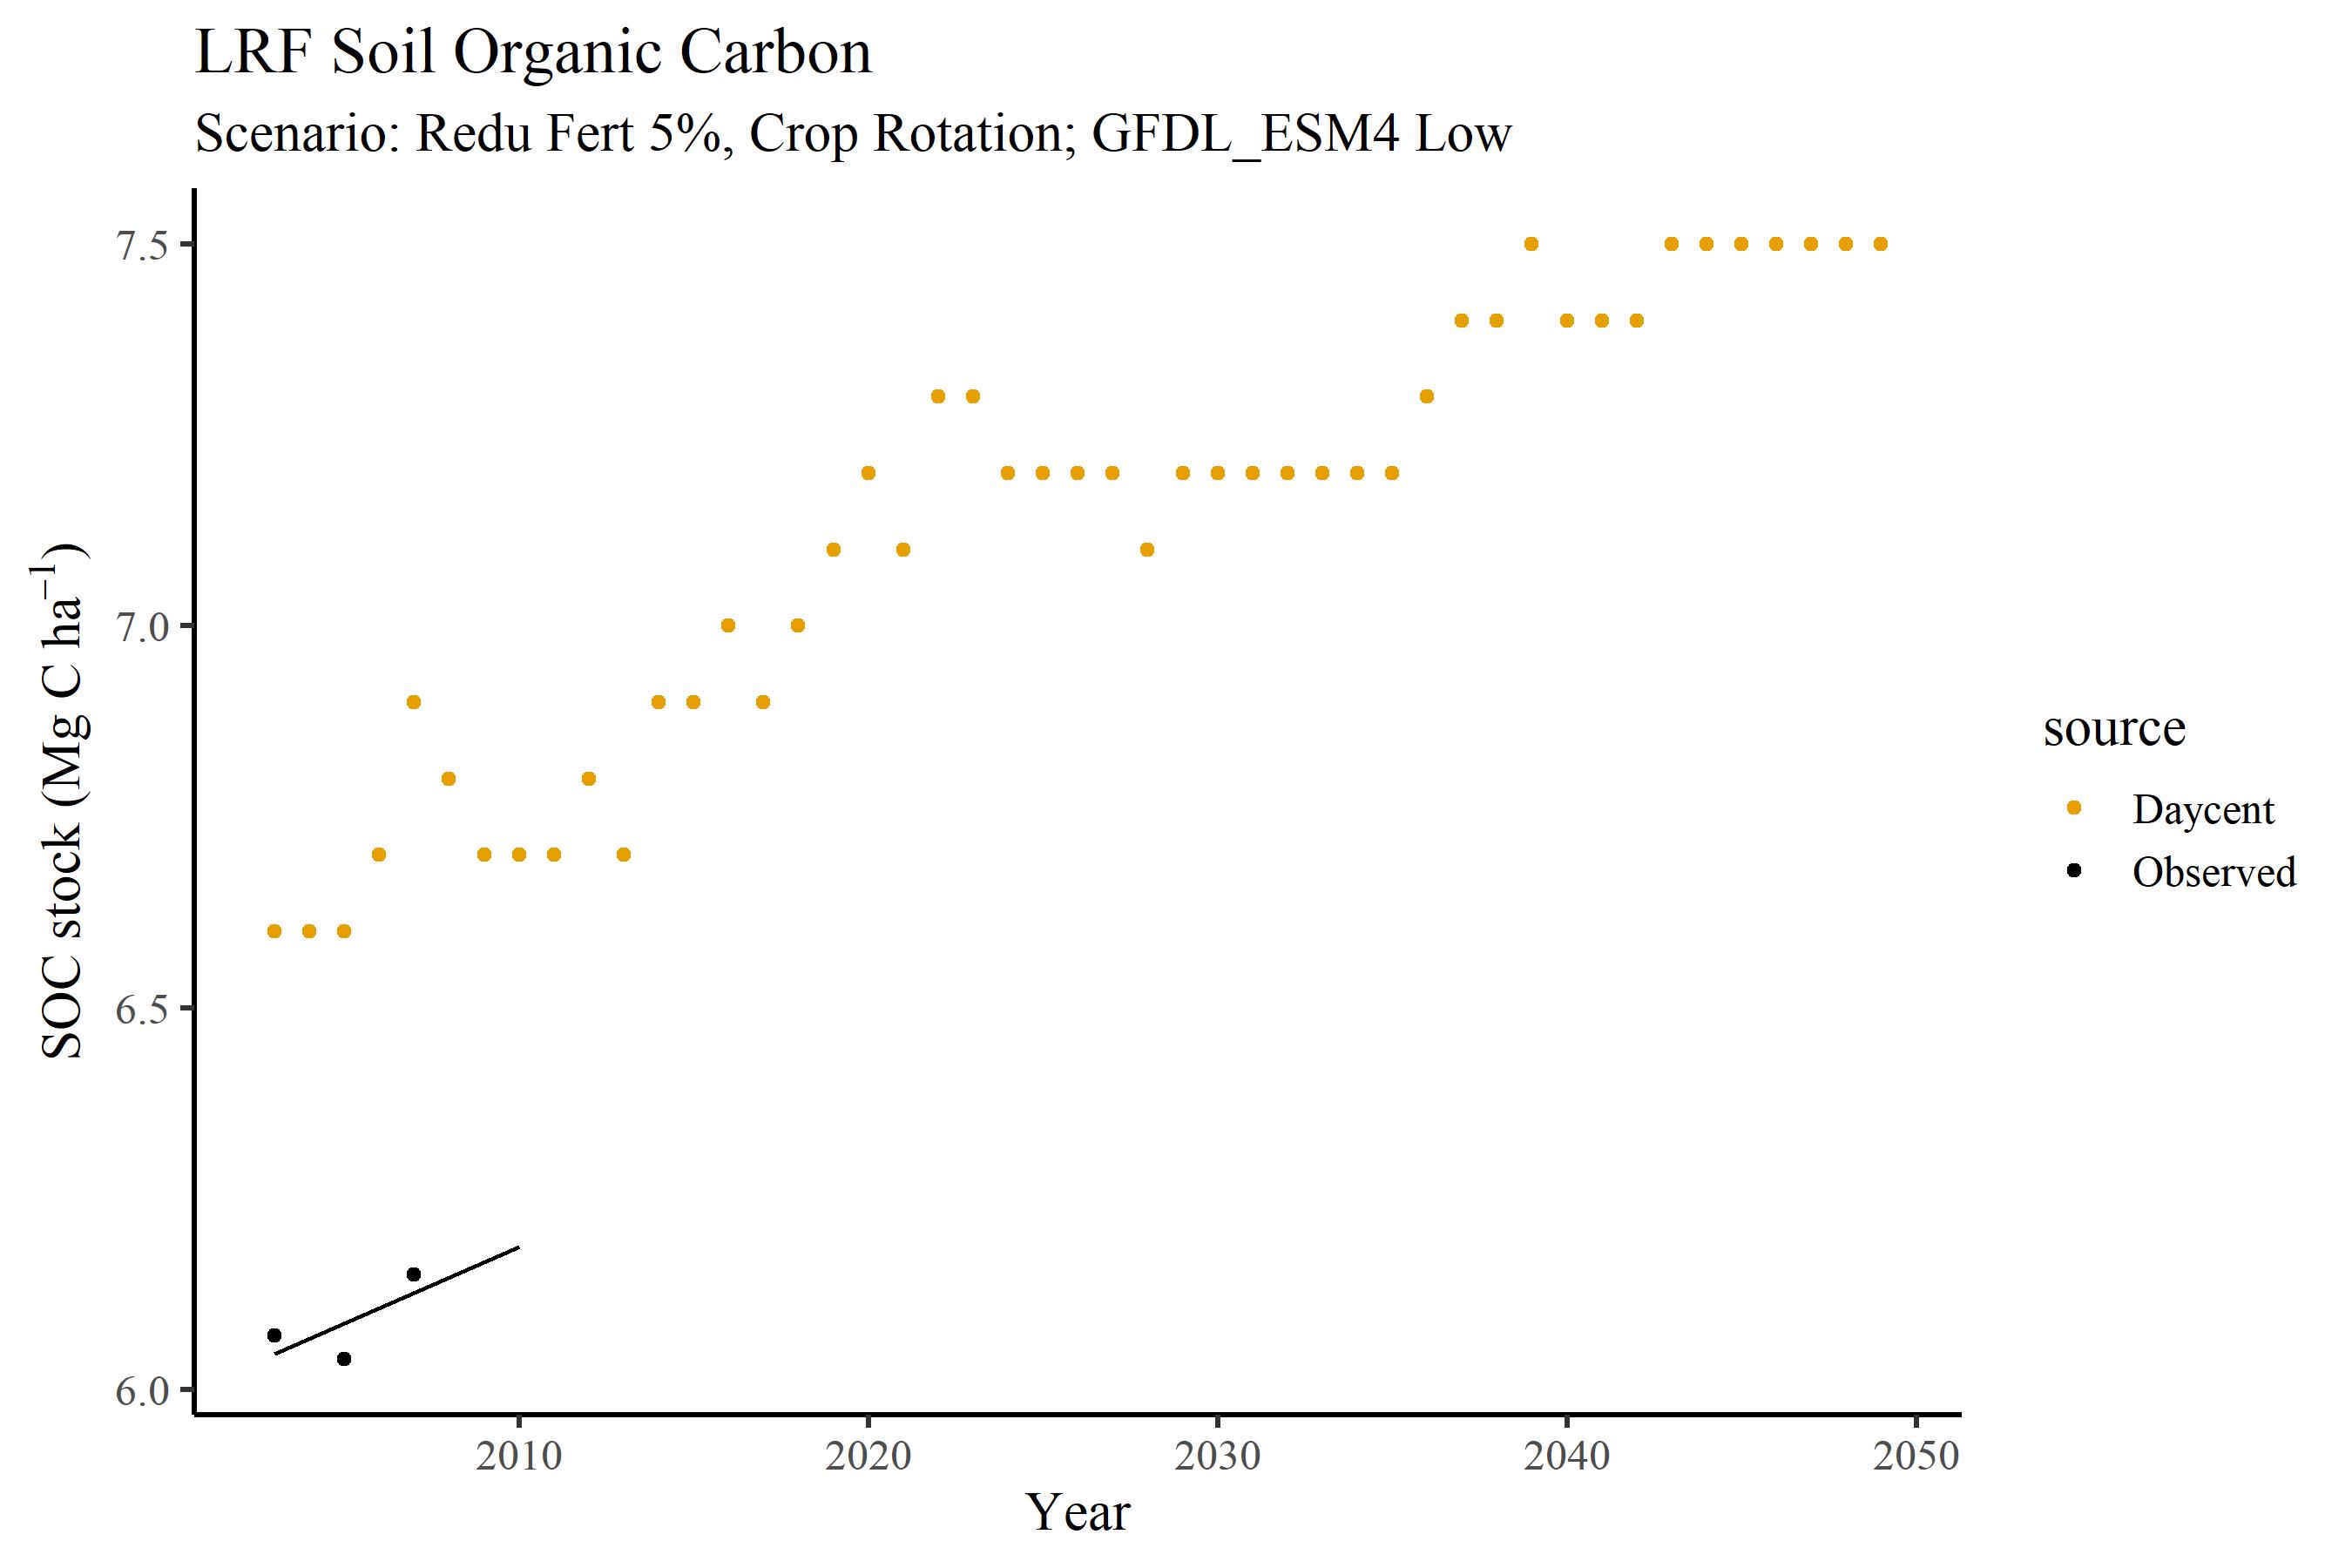 LRF Soil Organic Carbon
Scenario: Redu Fert 5%, Crop Rotation; GFDL_ESM4 Low
SOC stock (Mg C ha⁻¹)
7.5
7.0
6.5
6.0
2010 2020 2030 2040 2050
Year
source
Daycent
Observed